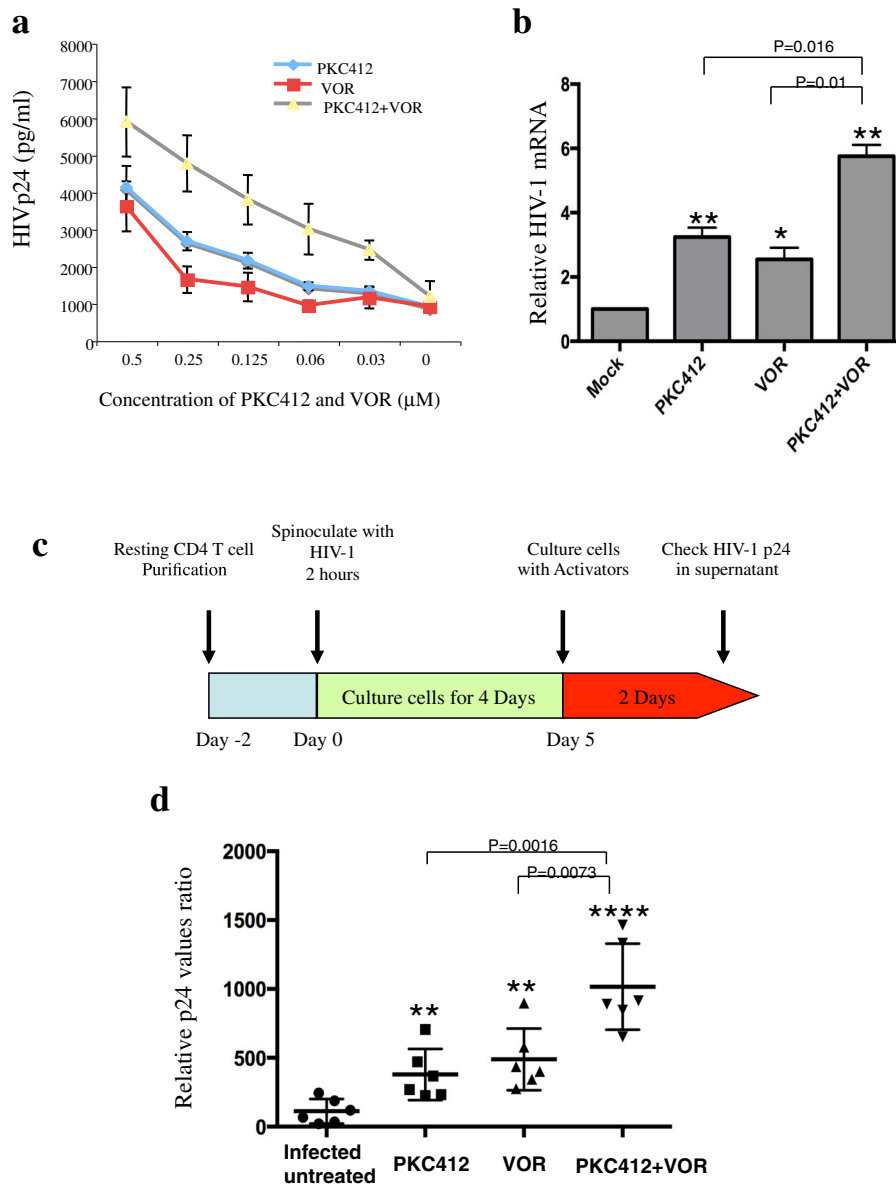 a
8000
7000
6000
5000
4000
3000
2000
1000
0
HIVp24 (pg/ml)
PKC412
VOR
PKC412+VOR
0.5 0.25 0.125 0.06 0.03 0
Concentration of PKC412 and VOR (μM)
b
P=0.016
P=0.01
8
6
4
2
0
Relative HIV-1 mRNA
**
*
**
Mock
PKC412
VOR
PKC412+VOR
c
Resting CD4 T cell
Purification
Spinoculate with
HIV-1
2 hours
Culture cells
with Activators
Check HIV-1 p24
in supernatant
Culture cells for 4 Days
2 Days
Day -2
Day 0
Day 5
d
P=0.0016
P=0.0073
2000
1500
1000
500
0
Relative p24 values ratio
**
**
****
Infected
untreated
PKC412
VOR
PKC412+VOR